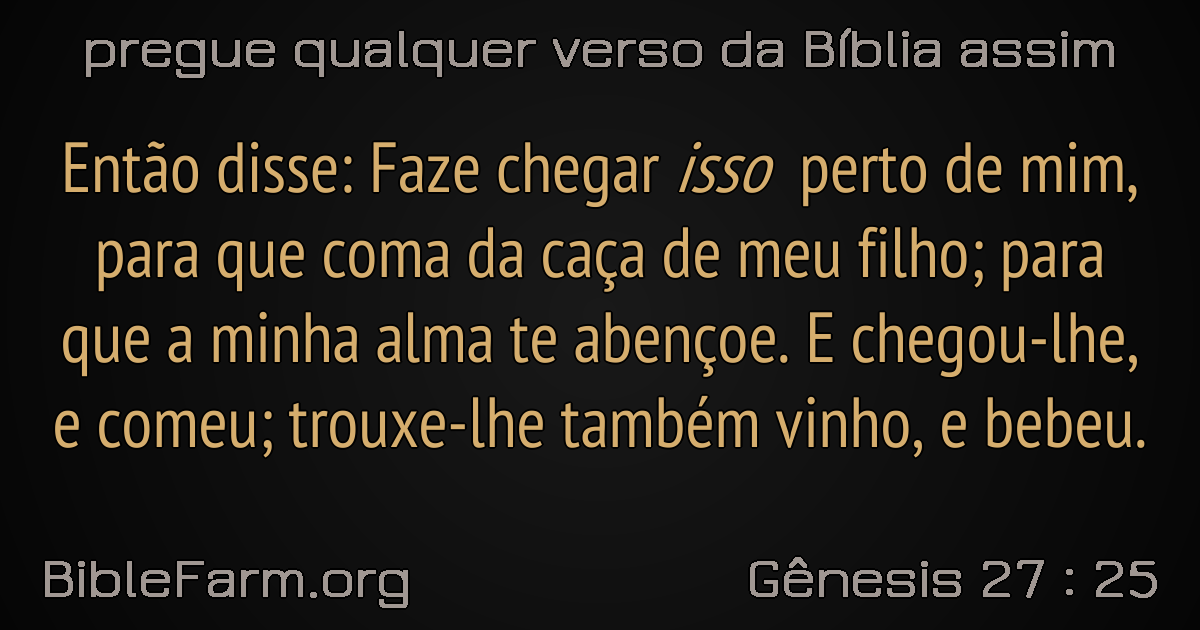 pregue qualquer verso da Bíblia assim
Então disse: Faze chegar isso perto de mim,
para que coma da caça de meu filho; para
que a minha alma te abençoe. E chegou-lhe,
e comeu; trouxe-lhe também vinho, e bebeu.
BibleFarm.org
Gênesis 27 : 25